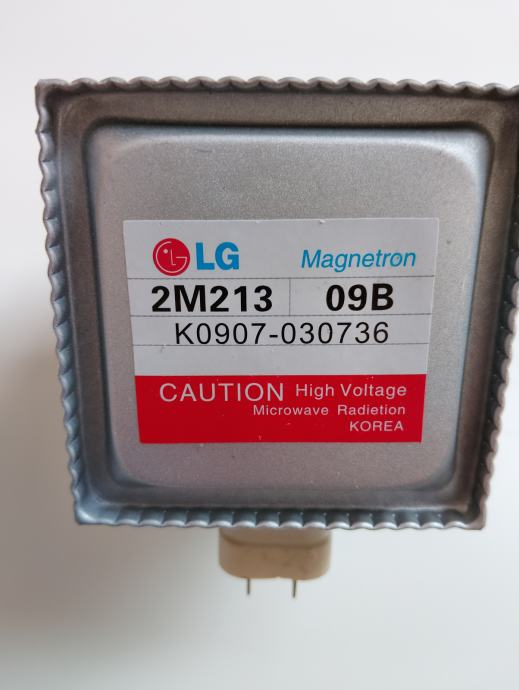 LG Magnetron
2M213 09B
K0907-030736
CAUTION High Voltage
Microwave Radietion
KOREA